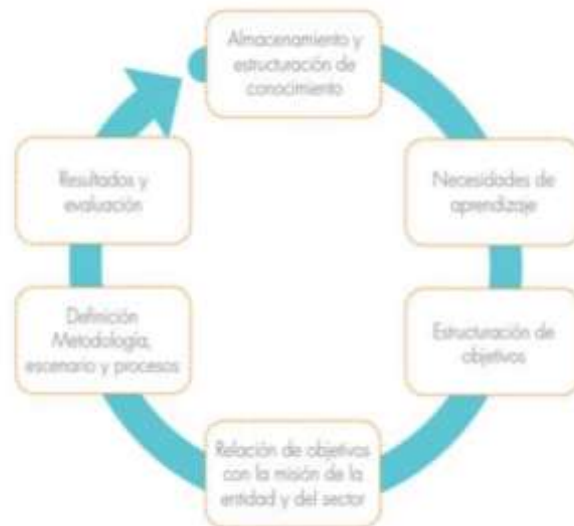 Almacenamiento y
estructuración de
conocimiento
Necesidades de
aprendizaje
Estructuración de
objetivos
Relación de objetivos
con la misión de la
entidad y del sector
Definición
Metodología,
escenario y procesos
Resultados y
evaluación